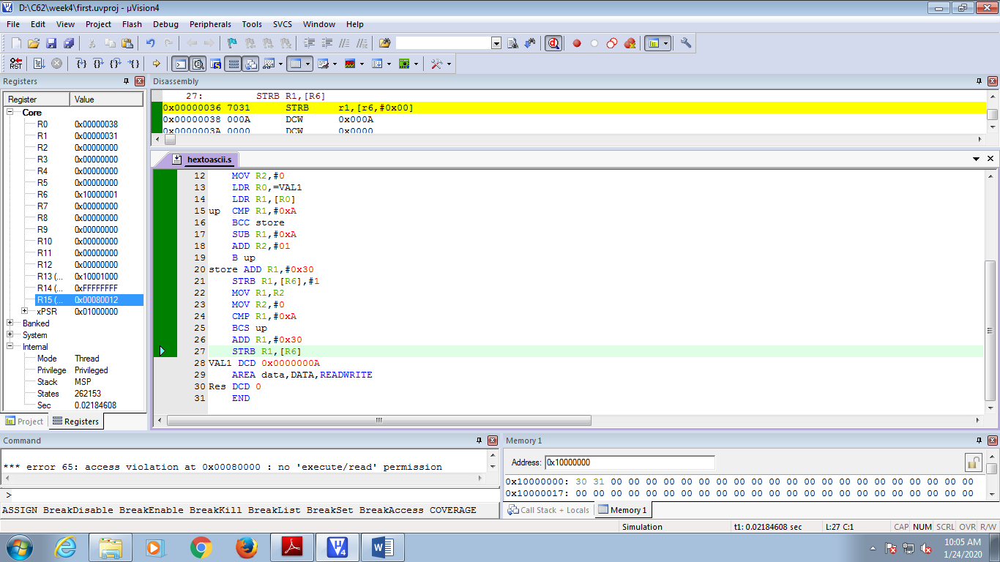 D:\C62\week4\first.uvproj - µVision4
File Edit View Project Flash Debug Peripherals Tools SVCS Window Help
Registers
Register Value
Core
R0 0x00000038
R1 0x00000031
R2 0x00000000
R3 0x00000000
R4 0x00000000
R5 0x00000000
R6 0x10000001
R7 0x00000000
R8 0x00000000
R9 0x00000000
R10 0x00000000
R11 0x00000000
R12 0x00000000
R13 (... 0x10001000
R14 (... 0xFFFFFFFF
R15 (... 0x00080012
xPSR 0x01000000
Banked
System
Internal
Mode Thread
Privilege Privileged
Stack MSP
States 262153
Sec 0.02184608
Project Registers
Disassembly
27: STRB R1,[R6]
0x00000036 7031 STRB r1,[r6,#0x00]
0x00000038 000A DCW 0x000A
0x0000003A 0000 DCW 0x0000
hextoascii.s
12 MOV R2,#0
13 LDR R0,=VAL1
14 LDR R1,[R0]
15 up CMP R1,#0xA
16 BCC store
17 SUB R1,#0xA
18 ADD R2,#01
19 B up
20 store ADD R1,#0x30
21 STRB R1,[R6],#1
22 MOV R1,R2
23 MOV R2,#0
24 CMP R1,#0xA
25 BCS up
26 ADD R1,#0x30
27 STRB R1,[R6]
28 VAL1 DCD 0x0000000A
29 AREA data,DATA,READWRITE
30 Res DCD 0
31 END
Command
*** error 65: access violation at 0x00080000 : no 'execute/read' permission
>
ASSIGN BreakDisable BreakEnable BreakKill BreakList BreakSet BreakAccess COVERAGE
Memory 1
Address: 0x10000000
0x10000000: 30 31 00 00 00 00 00 00 00 00 00 00 00 00 00 00 00 00 00 00 00 00 00
0x10000017: 00 00 00 00 00 00 00 00 00 00 00 00 00 00 00 00 00 00 00 00 00 00 00
Call Stack + Locals Memory 1
Simulation t1: 0.02184608 sec L:27 C:1 CAP NUM SCRL OVR R/W
10:05 AM
1/24/2020